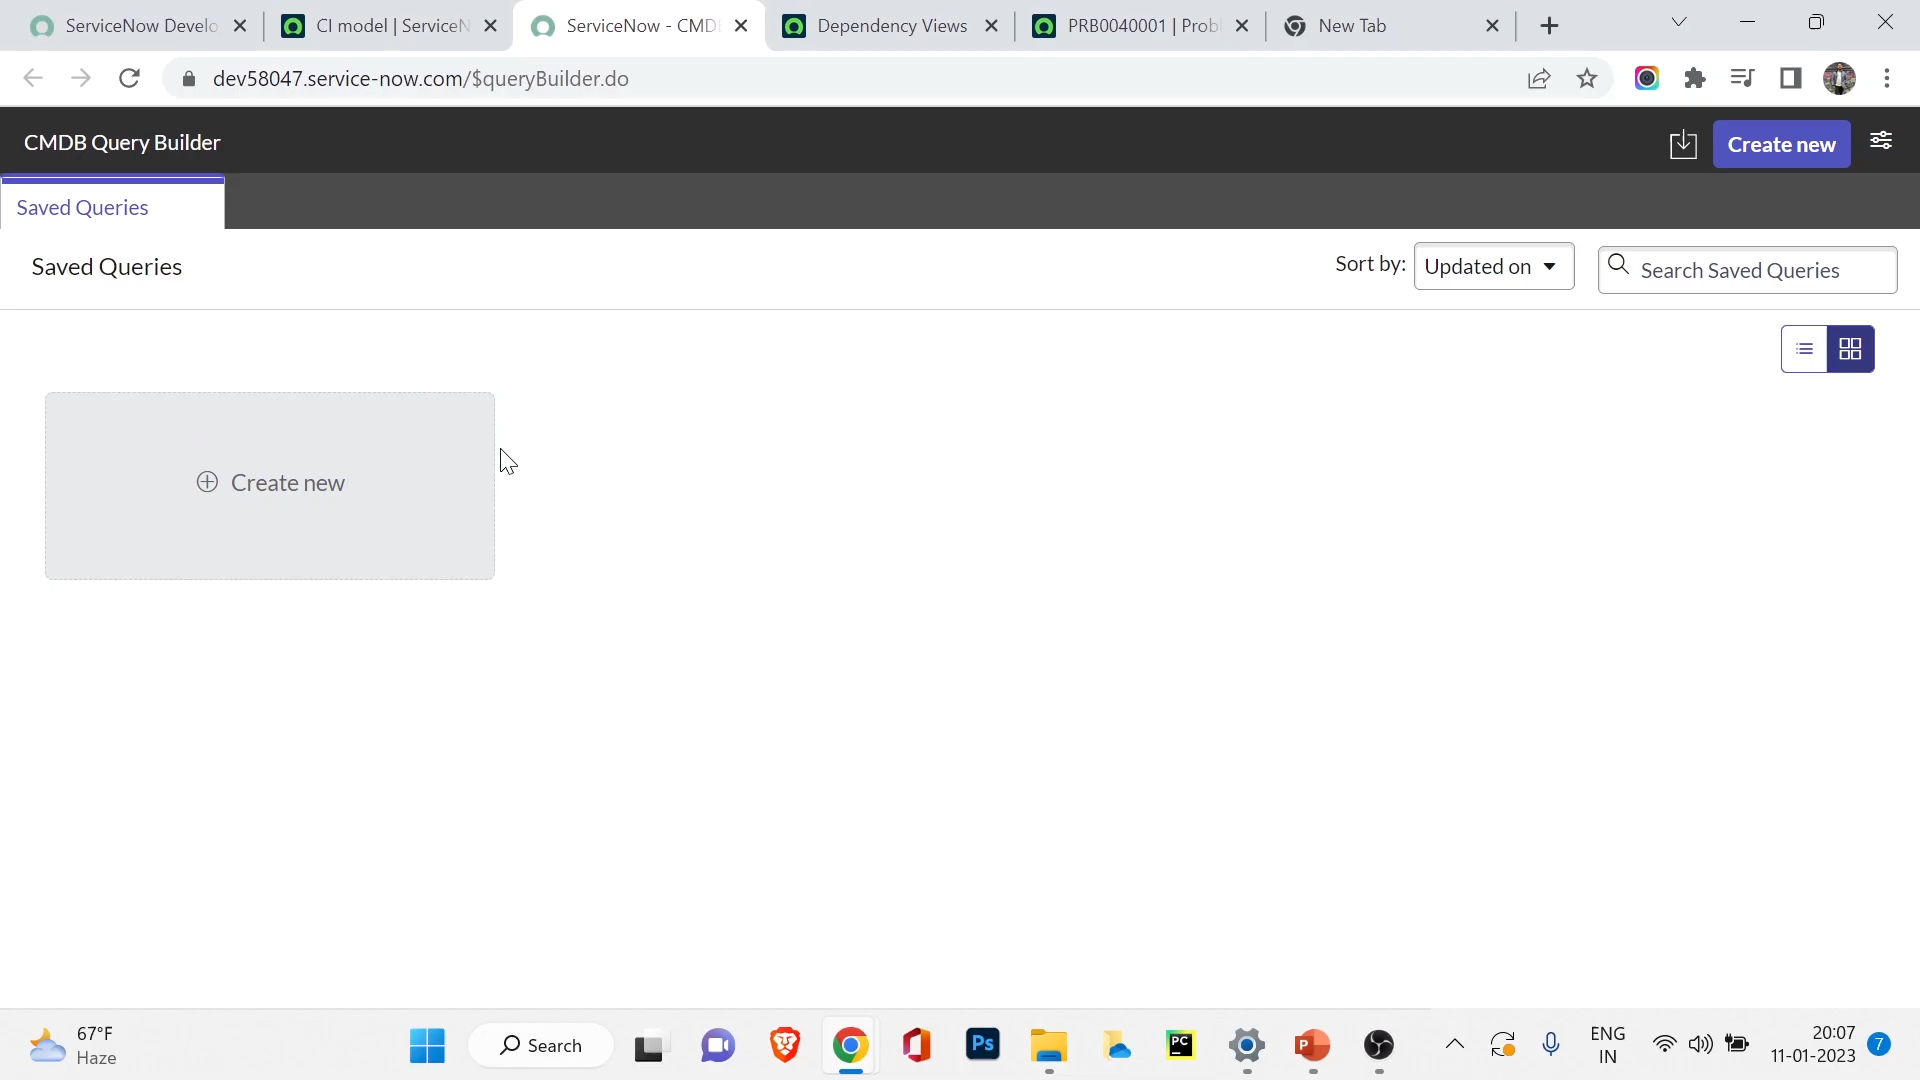 ServiceNow Develo
CI model | ServiceN
ServiceNow - CMD
Dependency Views
PRB0040001 | Probl
New Tab
dev58047.service-now.com/$queryBuilder.do
CMDB Query Builder
Create new
Saved Queries
Saved Queries
Sort by:
Updated on
Search Saved Queries
Create new
67°F
Haze
Search
Ps
PC
P
ENG
IN
20:07
11-01-2023
7